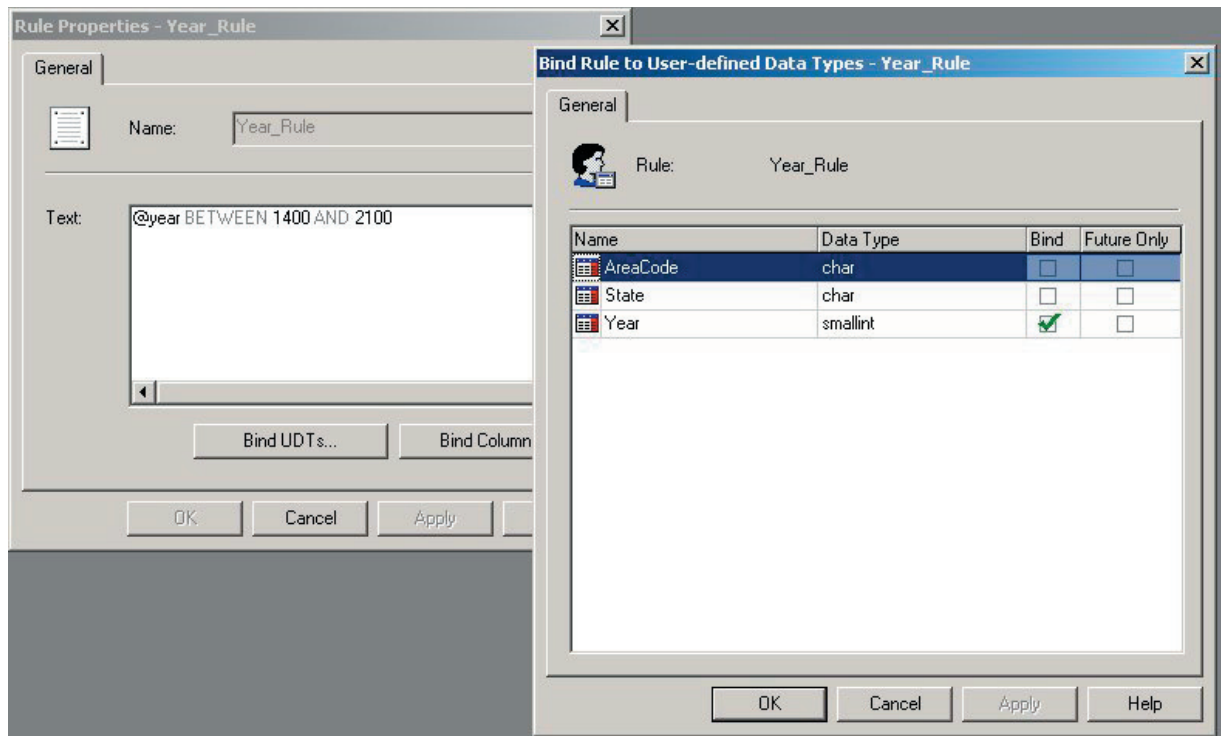 Rule Properties - Year_Rule
General
Name: Year_Rule
Text: @year BETWEEN 1400 AND 2100
Bind UDTs... Bind Column
OK Cancel Apply
Bind Rule to User-defined Data Types - Year_Rule
General
Rule: Year_Rule
Name Data Type Bind Future Only
AreaCode char
State char
Year smallint
OK Cancel Apply Help